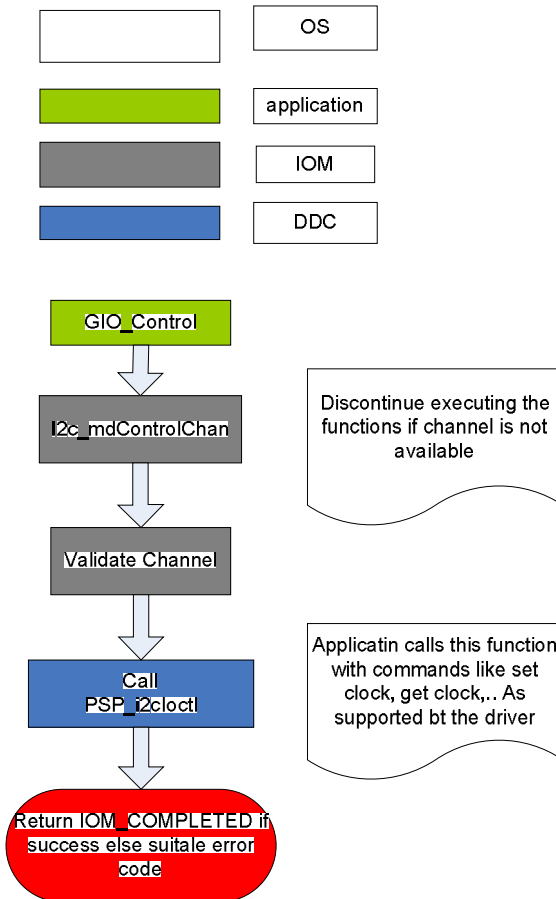 OS
application
IOM
DDC
GIO_Control
I2c_mdControlChan
Discontinue executing the
functions if channel is not
available
Validate Channel
Applicatin calls this function
with commands like set
clock, get clock,.. As
supported bt the driver
Call
PSP_i2cIoctl
Return IOM_COMPLETED if
success else suitale error
code